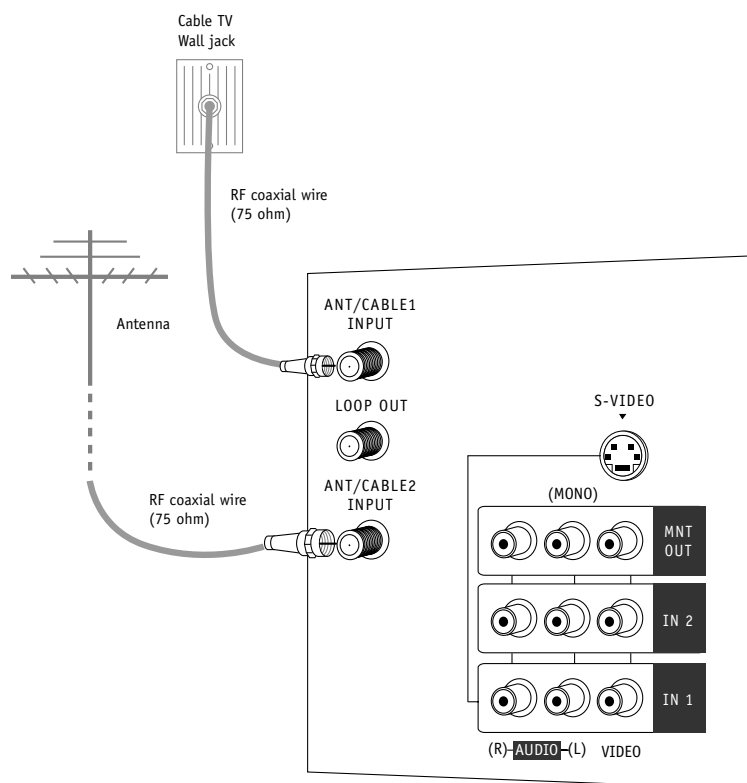 Cable TV
Wall jack
RF coaxial wire
(75 ohm)
Antenna
ANT/CABLE1
INPUT
LOOP OUT
S-VIDEO
ANT/CABLE2
INPUT
RF coaxial wire
(75 ohm)
(MONO)
MNT
OUT
IN 2
IN 1
(R) AUDIO (L) VIDEO